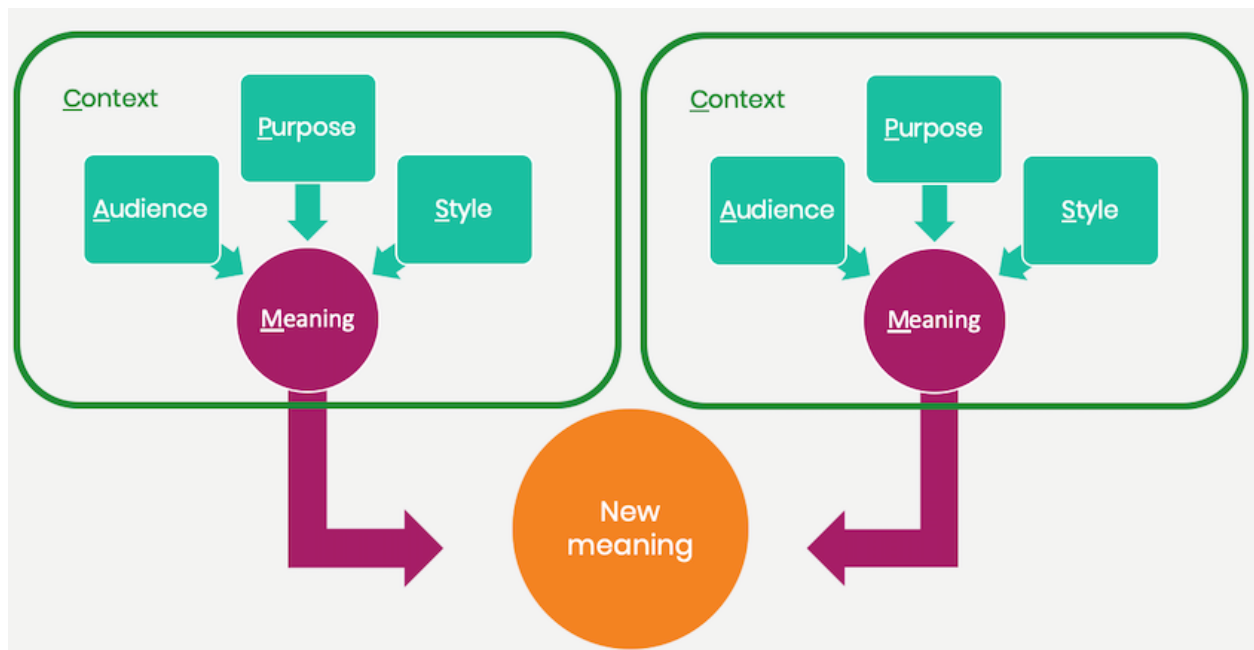 Context
Purpose
Audience
Style
Meaning
Context
Purpose
Audience
Style
Meaning
New
meaning